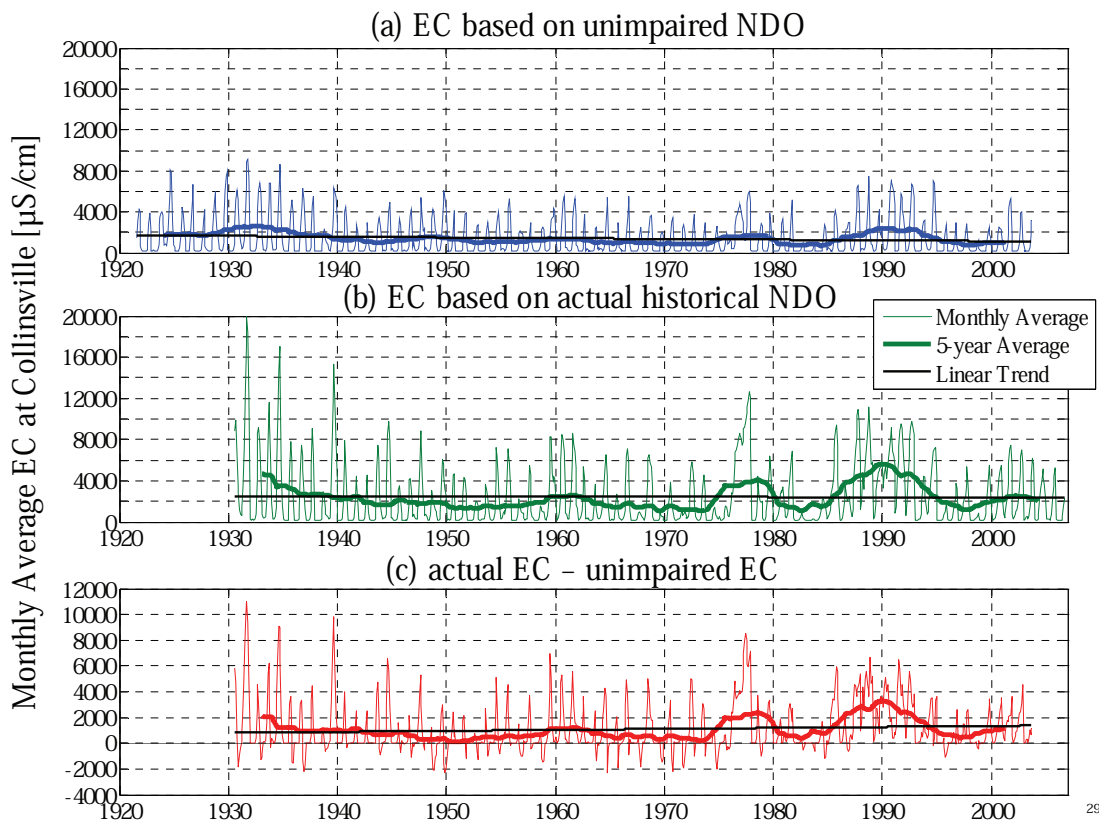 (a) EC based on unimpaired NDO
20000
16000
12000
8000
4000
0
1920 1930 1940 1950 1960 1970 1980 1990 2000
Monthly Average EC at Collinsville [µS/cm]
(b) EC based on actual historical NDO
20000
16000
12000
8000
4000
0
1920 1930 1940 1950 1960 1970 1980 1990 2000
Monthly Average
5-year Average
Linear Trend
(c) actual EC – unimpaired EC
12000
10000
8000
6000
4000
2000
0
-2000
-4000
1920 1930 1940 1950 1960 1970 1980 1990 2000
29